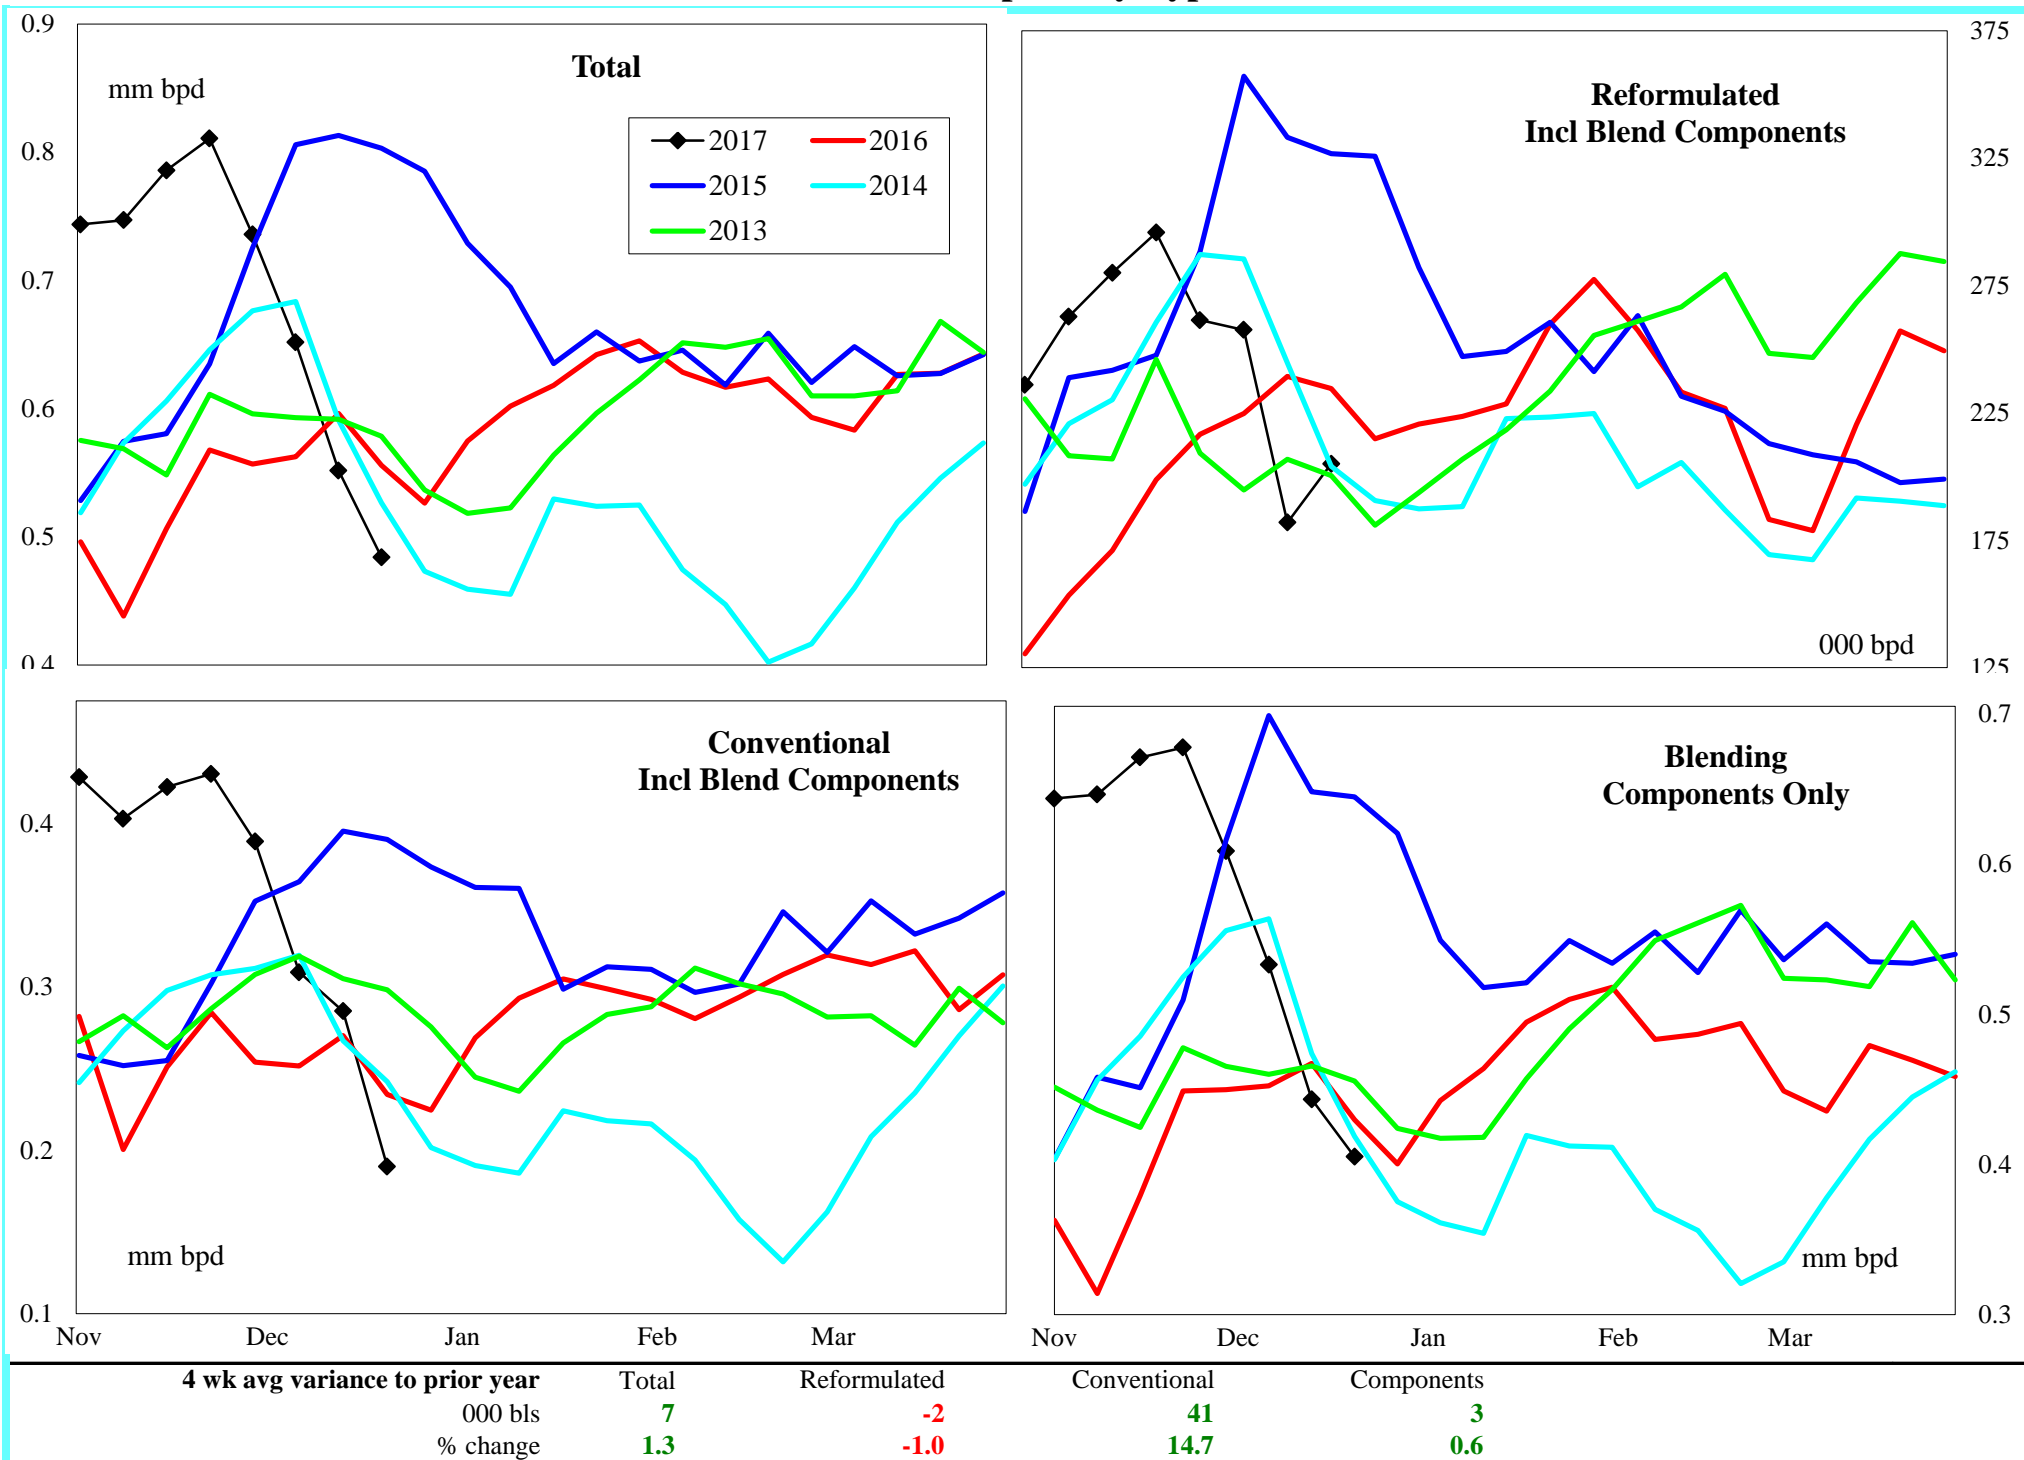 0.9
0.8
0.7
0.6
0.5
0.4
Total
mm bpd
2017 2016
2015 2014
2013
Reformulated
Incl Blend Components
000 bpd
375
325
275
225
175
125
Conventional
Incl Blend Components
mm bpd
0.4
0.3
0.2
0.1
Nov Dec Jan Feb Mar
Blending
Components Only
mm bpd
0.7
0.6
0.5
0.4
0.3
Nov Dec Jan Feb Mar
4 wk avg variance to prior year Total Reformulated Conventional Components
000 bls 7 -2 41 3
% change 1.3 -1.0 14.7 0.6